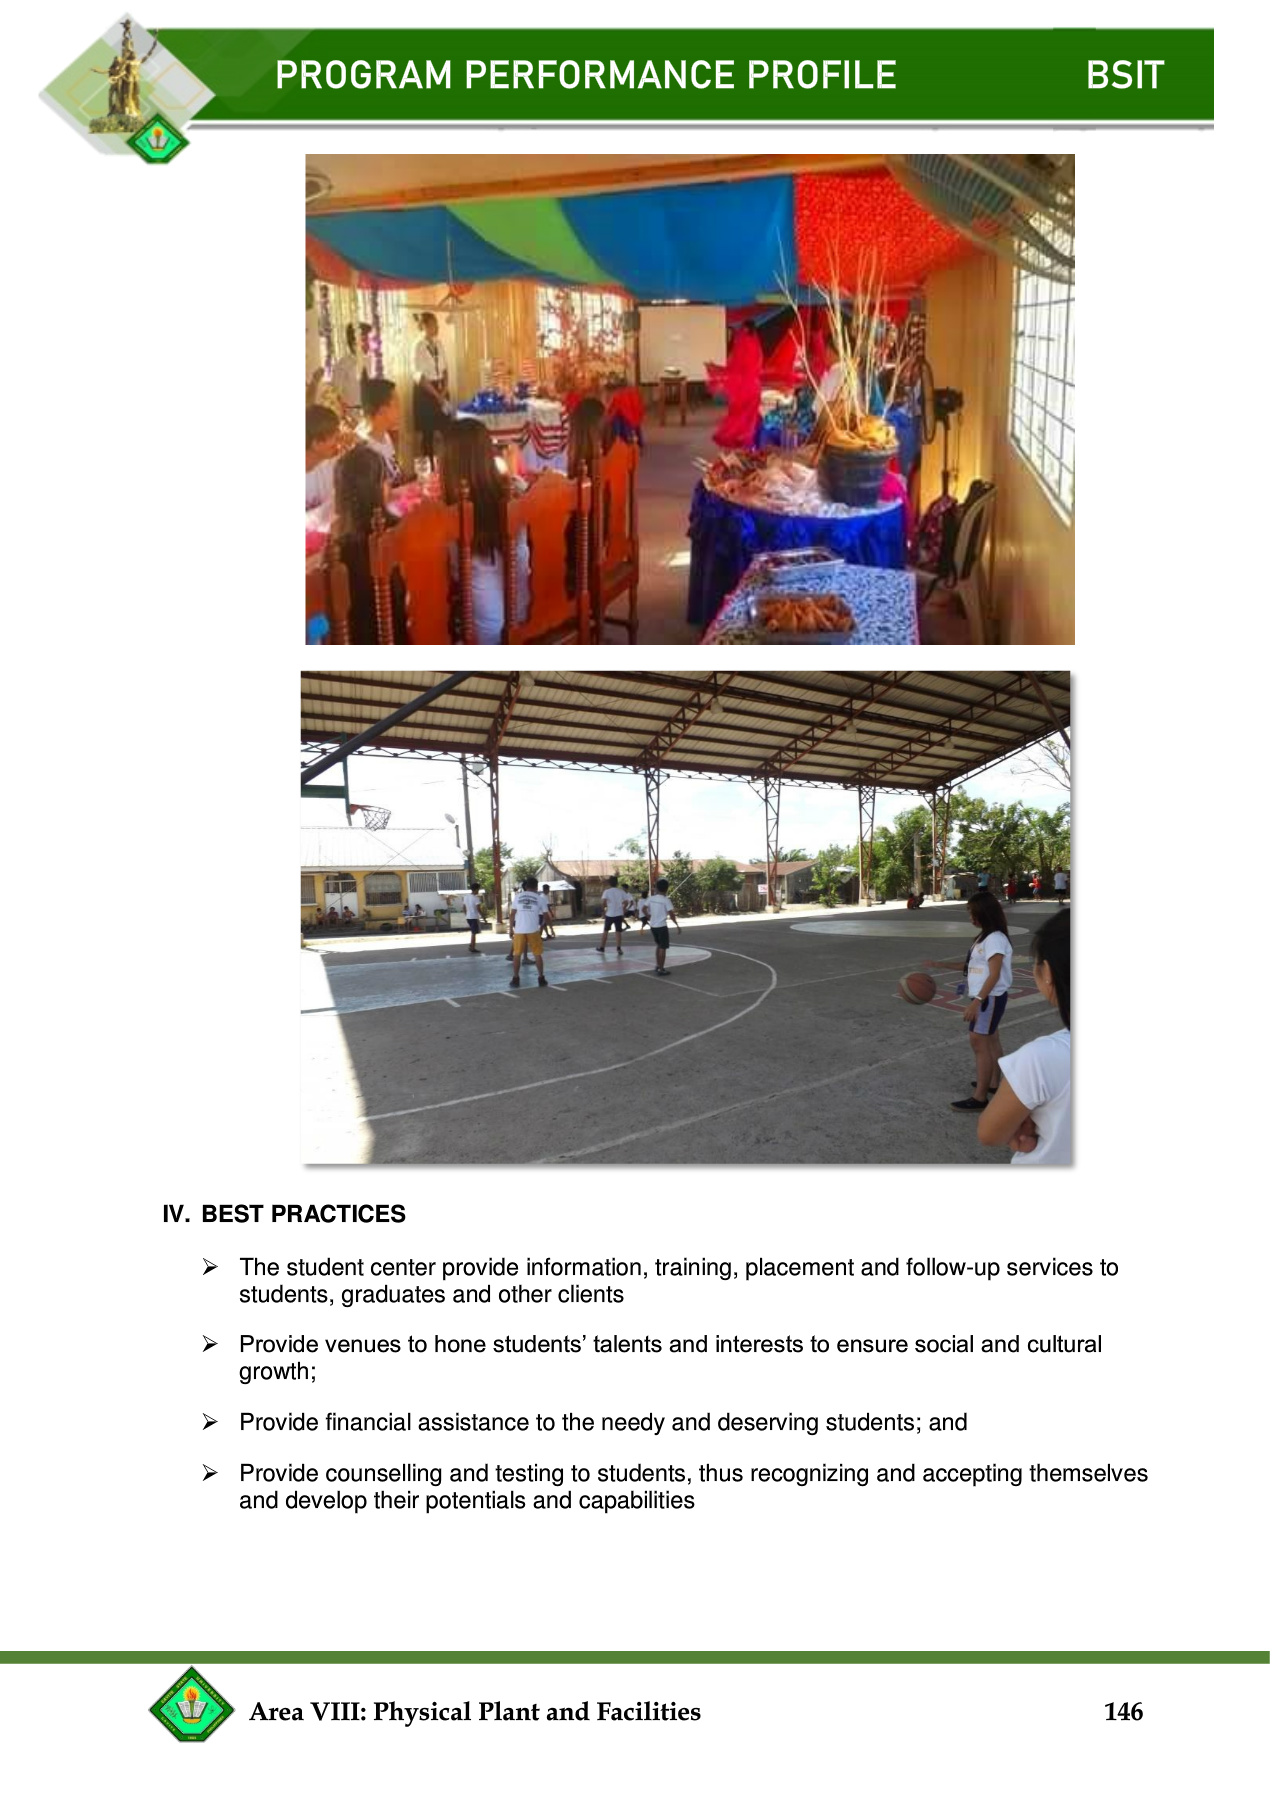 PROGRAM PERFORMANCE PROFILE BSIT
IV. BEST PRACTICES
➢ The student center provide information, training, placement and follow-up services to
students, graduates and other clients
➢ Provide venues to hone students’ talents and interests to ensure social and cultural
growth;
➢ Provide financial assistance to the needy and deserving students; and
➢ Provide counselling and testing to students, thus recognizing and accepting themselves
and develop their potentials and capabilities
Area VIII: Physical Plant and Facilities 146